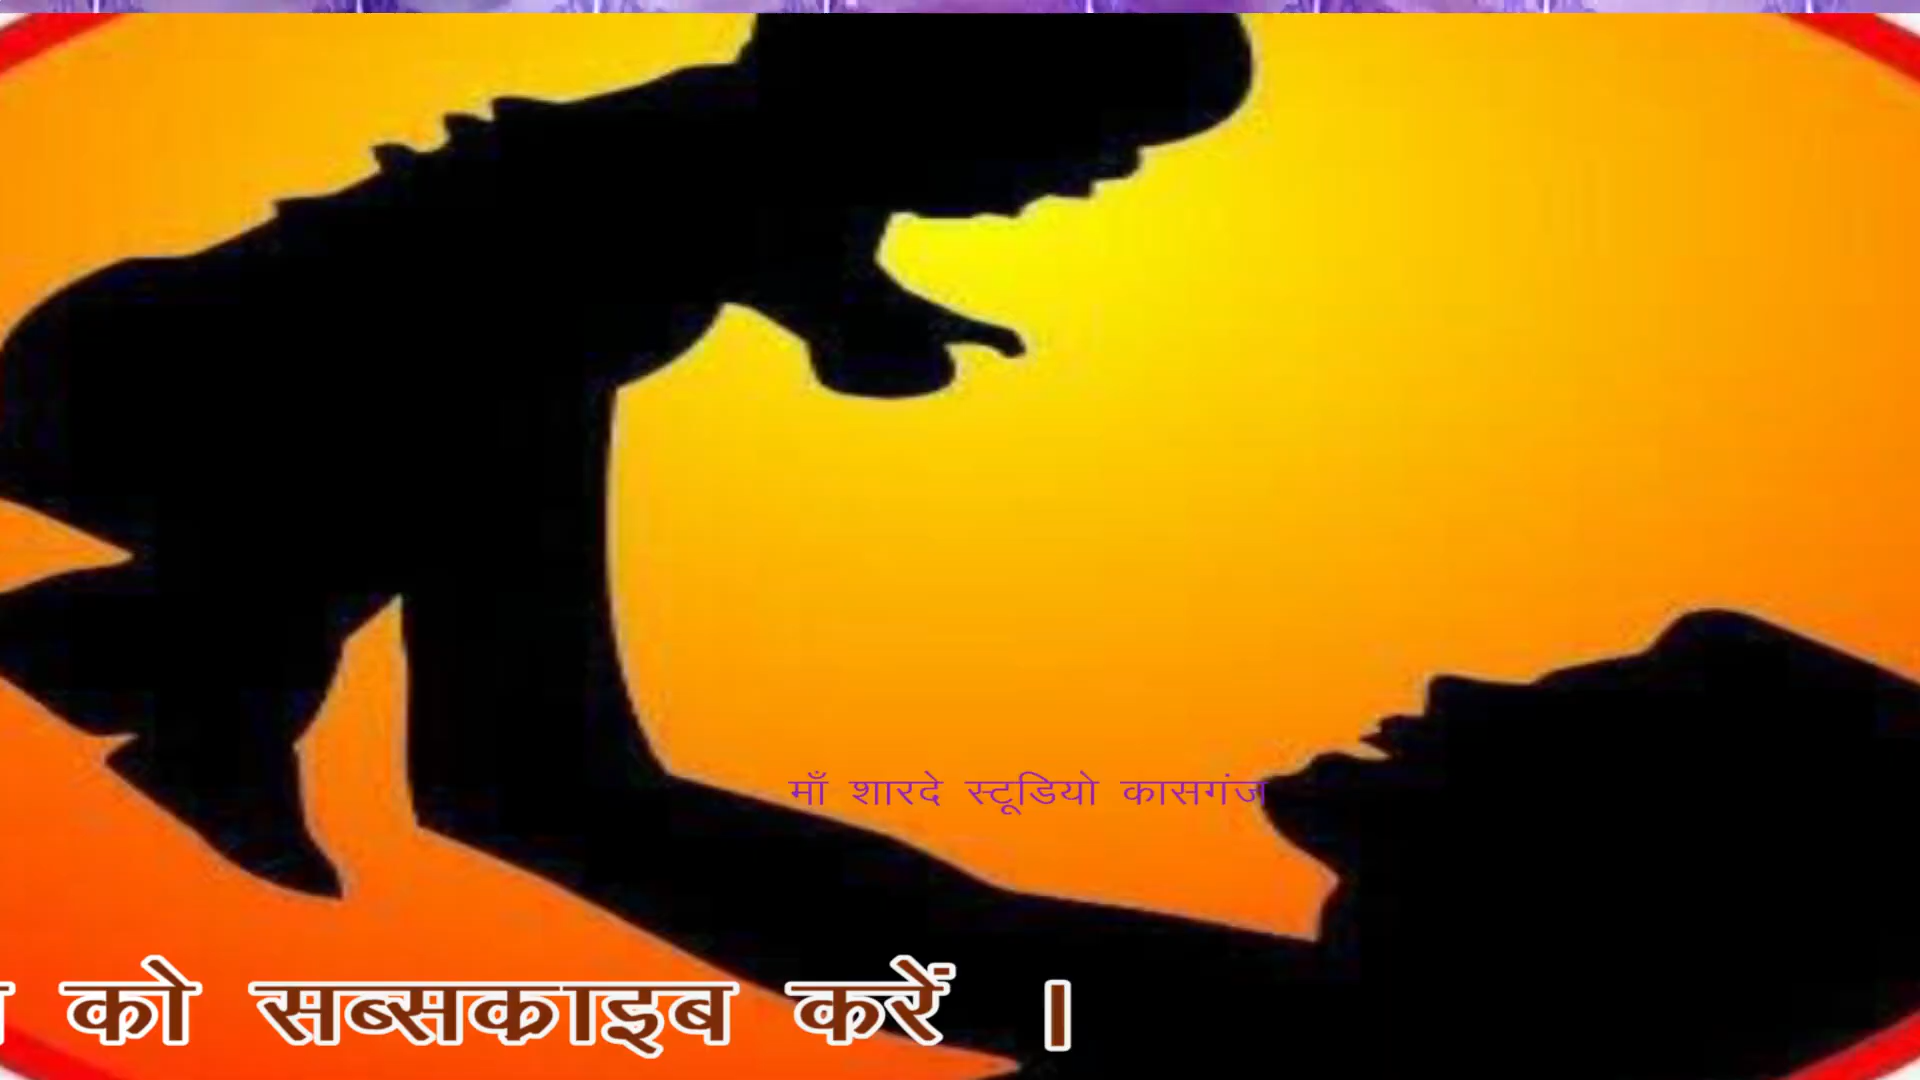 माँ शारदे स्टूडियो कासगंज
को सब्सक्राइब करें ।